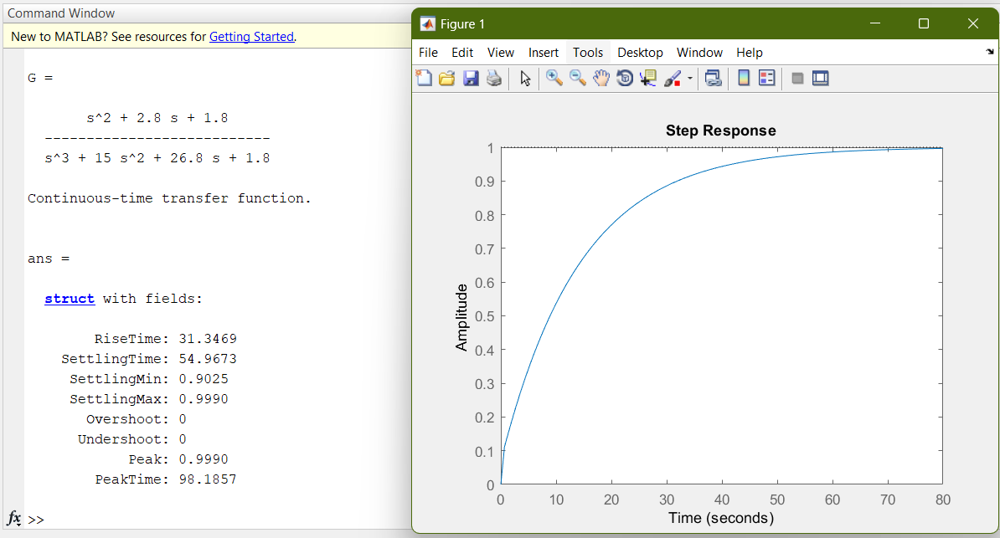 Command Window
New to MATLAB? See resources for Getting Started.
G =
s^2 + 2.8 s + 1.8
---------------------------
s^3 + 15 s^2 + 26.8 s + 1.8
Continuous-time transfer function.
ans =
struct with fields:
RiseTime: 31.3469
SettlingTime: 54.9673
SettlingMin: 0.9025
SettlingMax: 0.9990
Overshoot: 0
Undershoot: 0
Peak: 0.9990
PeakTime: 98.1857
fx >>
Figure 1
File Edit View Insert Tools Desktop Window Help
Step Response
1
0.9
0.8
0.7
0.6
0.5
0.4
0.3
0.2
0.1
0
Amplitude
0 10 20 30 40 50 60 70 80
Time (seconds)